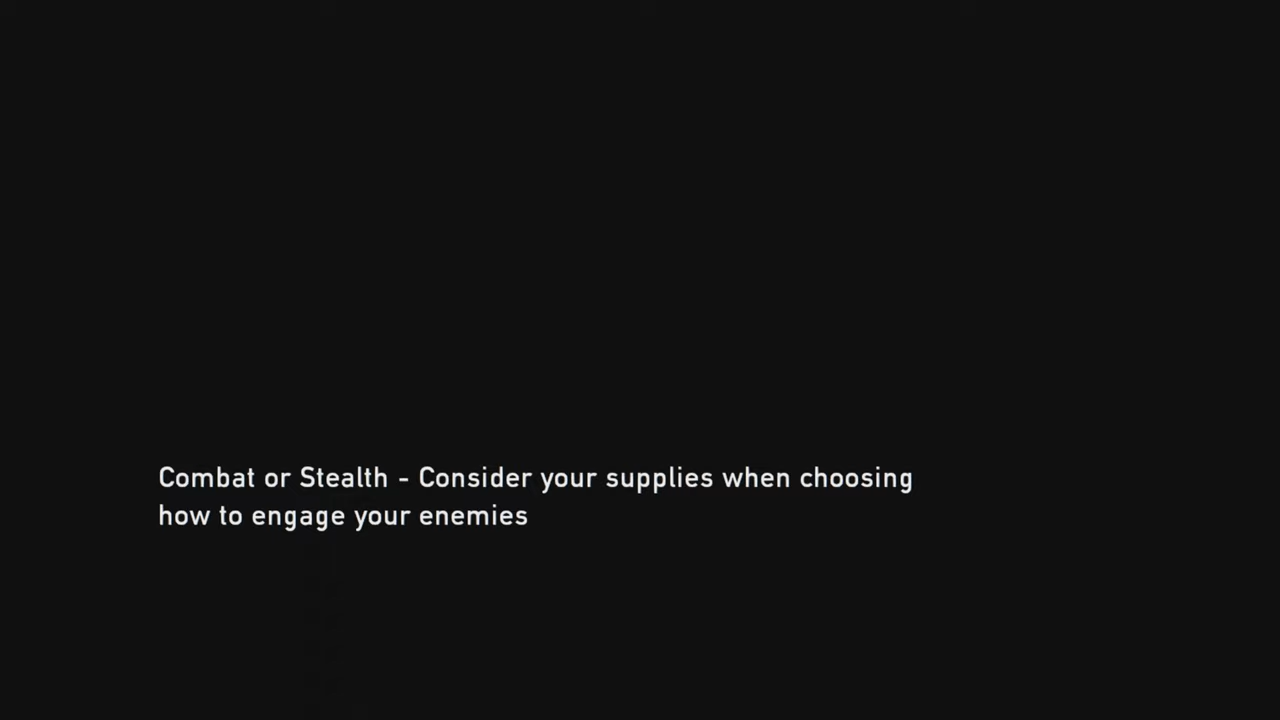 Combat or Stealth - Consider your supplies when choosing
how to engage your enemies